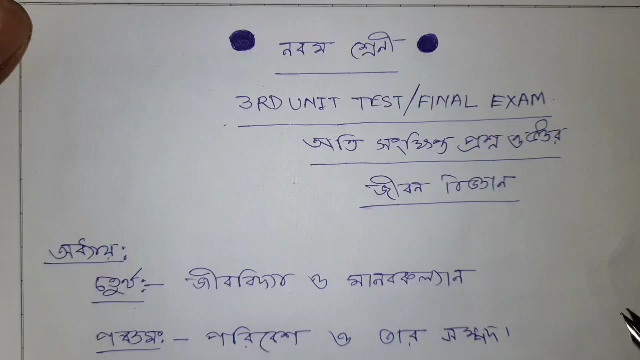 নবম শ্রেনী
3RD UNIT TEST/FINAL EXAM
অতি সংক্ষিপ্ত প্রশ্ন ও উত্তর
জীবন বিজ্ঞান
অধ্যায়:
চতুর্থ:- জীববিদ্যা ও মানবকল্যান
পঞ্চম:- পরিবেশ ও তার সম্পদ।